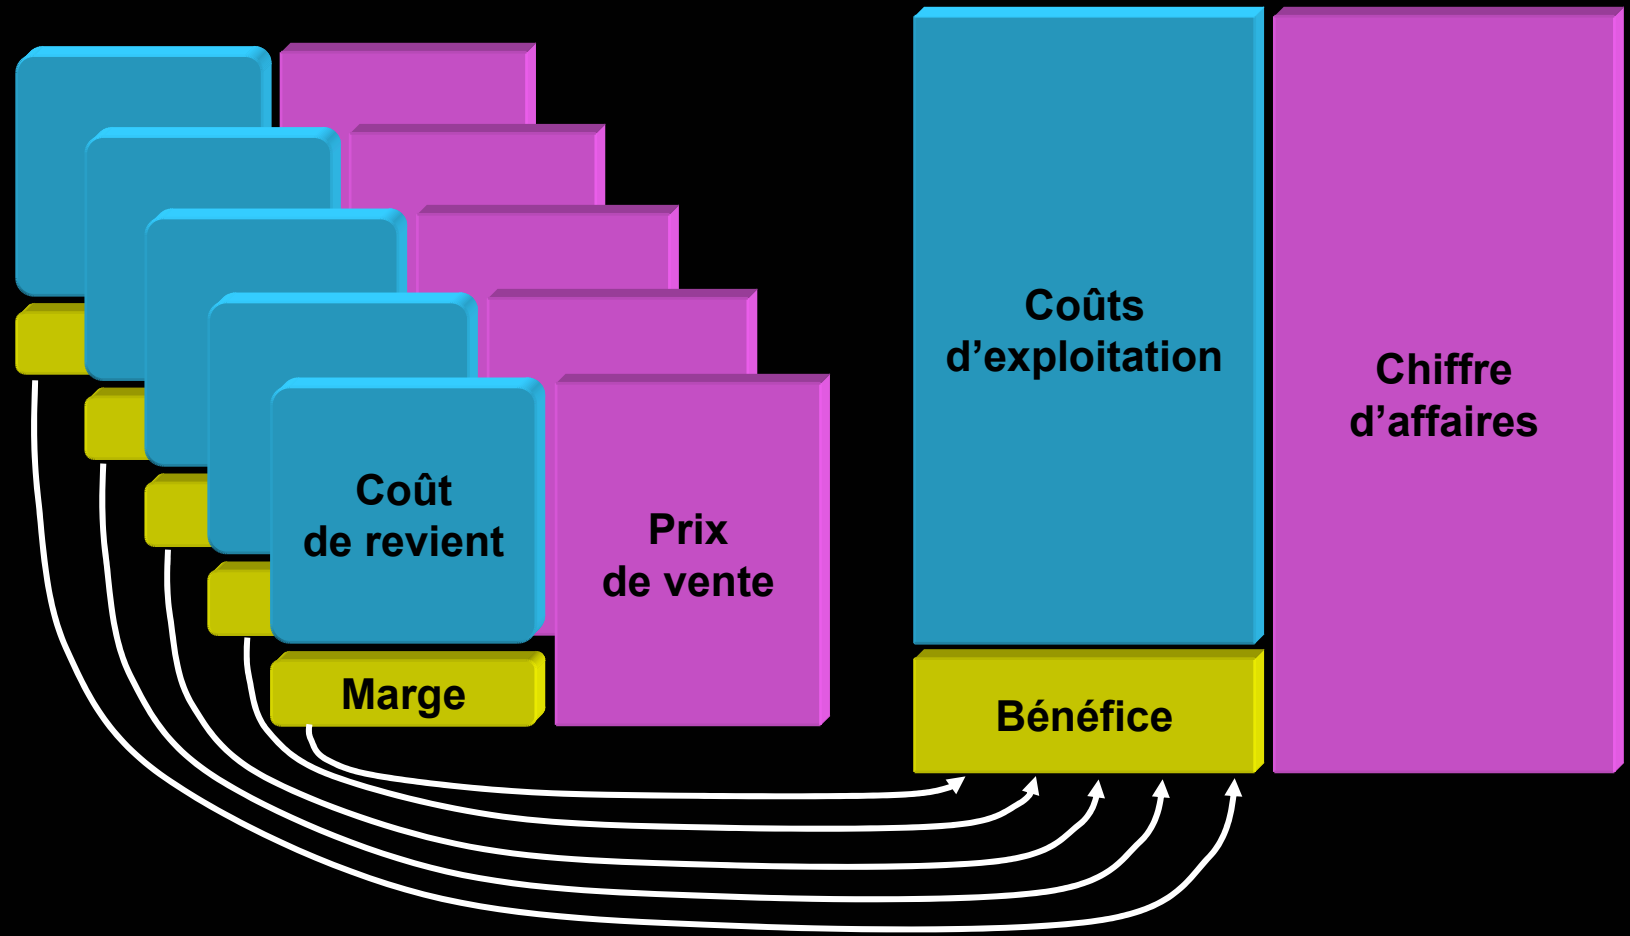 Coût
de revient
Prix
de vente
Marge
Coûts
d’exploitation
Bénéfice
Chiffre
d’affaires